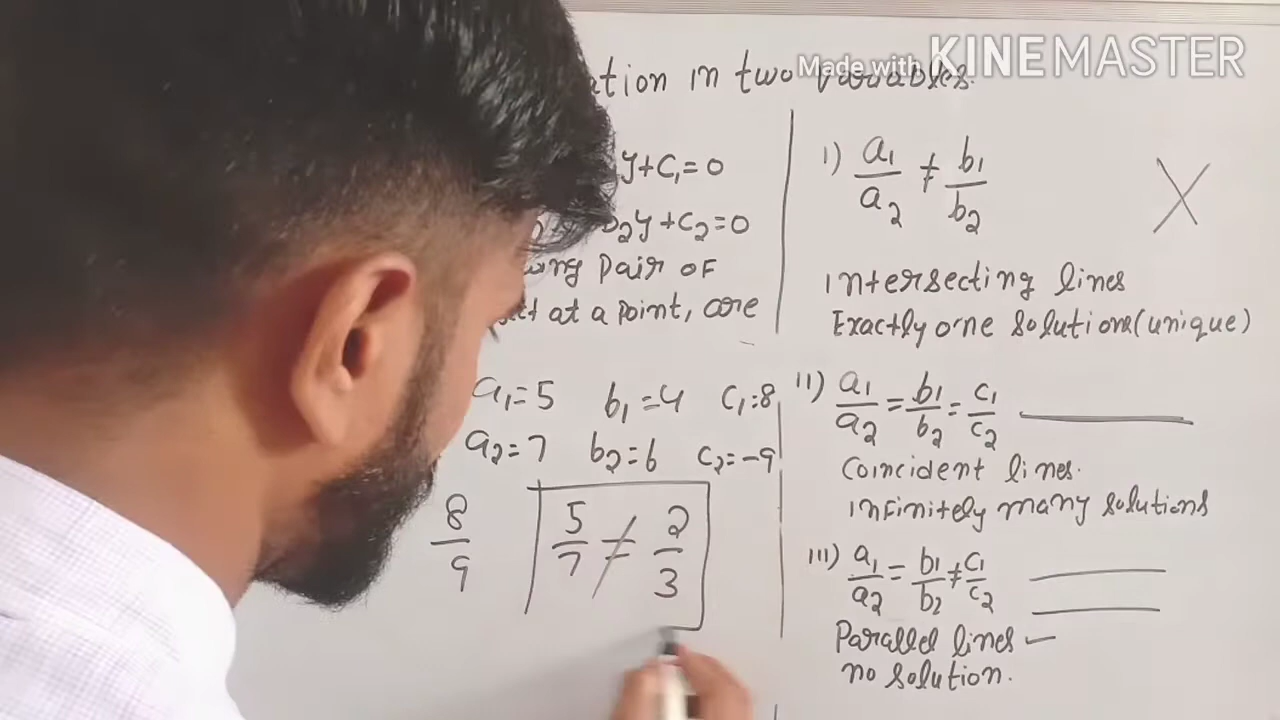 Made with KINEMASTER
in two variables.
y+c₁=0
b₂y+c₂=0
Pair of
at a point, are
a₁=5 b₁=4 c₁=8
a₂=7 b₂=6 c₂=-9
8/9
5/7 ≠ 2/3
I) a₁/a₂ ≠ b₁/b₂
Intersecting lines
Exactly one solutions(unique)
II) a₁/a₂ = b₁/b₂ = c₁/c₂
Coincident lines.
infinitely many solutions
III) a₁/a₂ = b₁/b₂ ≠ c₁/c₂
Parallel lines
no solution.